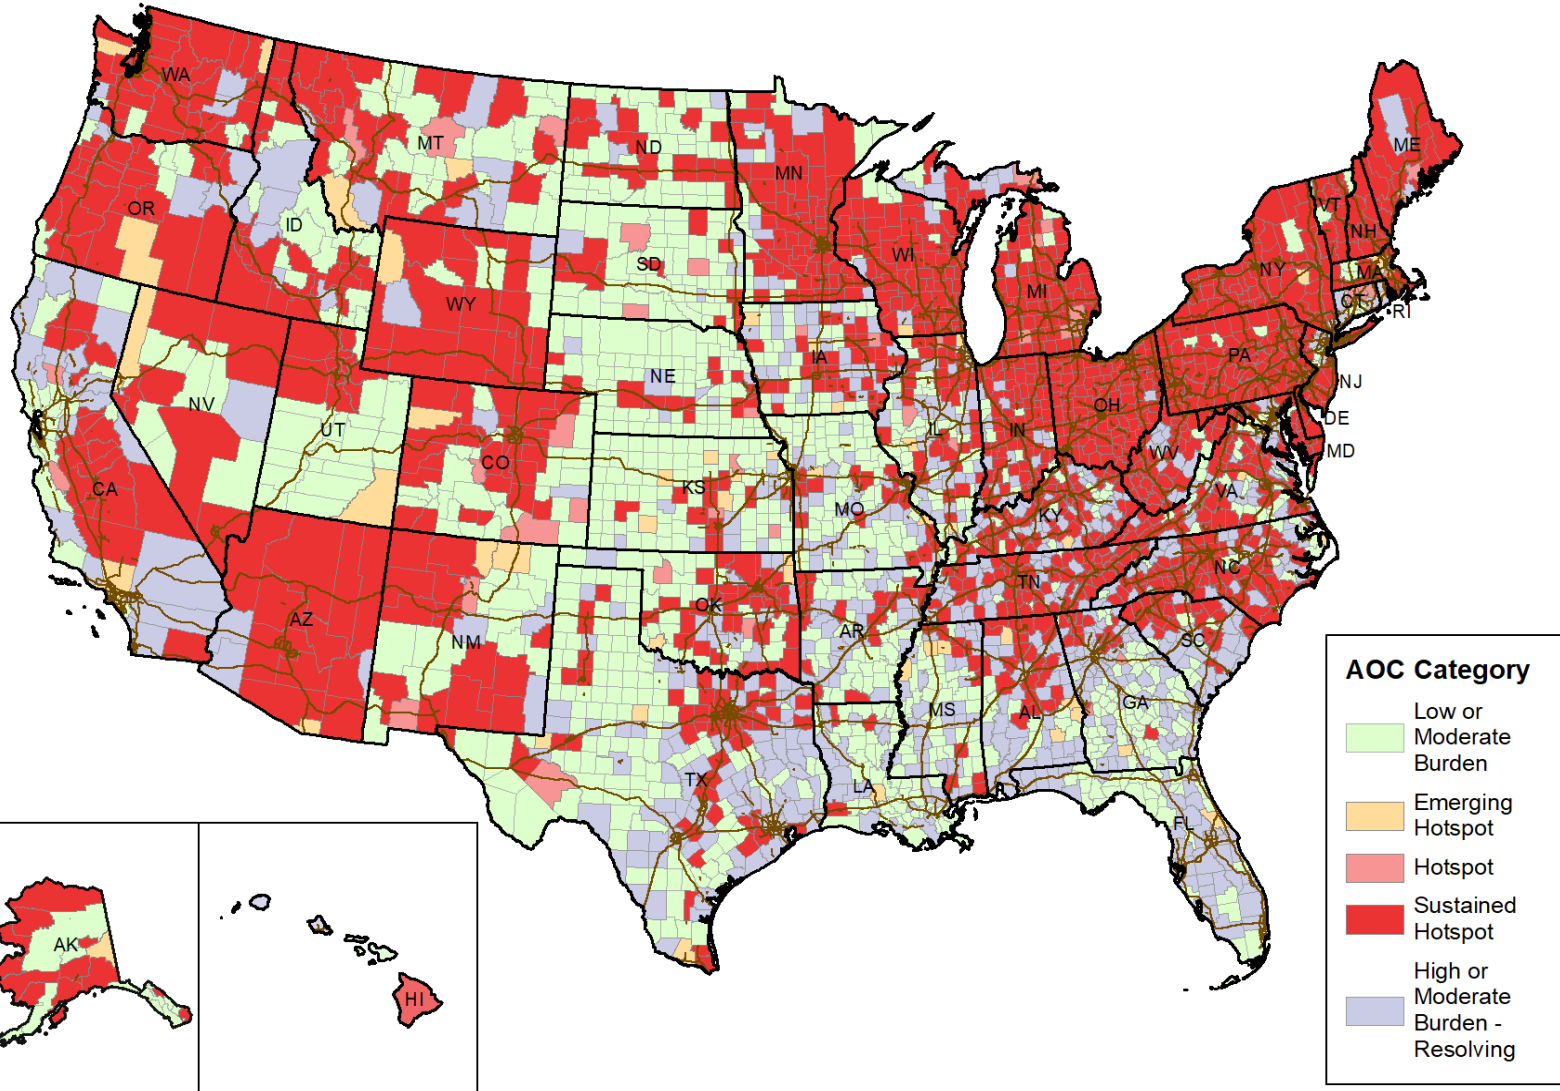 WA
MT
ND
MN
ME
OR
ID
SD
WI
VT
NH
NY
MA
WY
MI
CT
RI
IA
PA
NE
NJ
NV
OH
UT
IL
IN
DE
CO
WV
MD
CA
KS
MO
VA
KY
TN
NC
AZ
OK
NM
AR
SC
MS
AL
GA
TX
LA
FL
AK
HI
AOC Category
Low or
Moderate
Burden
Emerging
Hotspot
Hotspot
Sustained
Hotspot
High or
Moderate
Burden -
Resolving